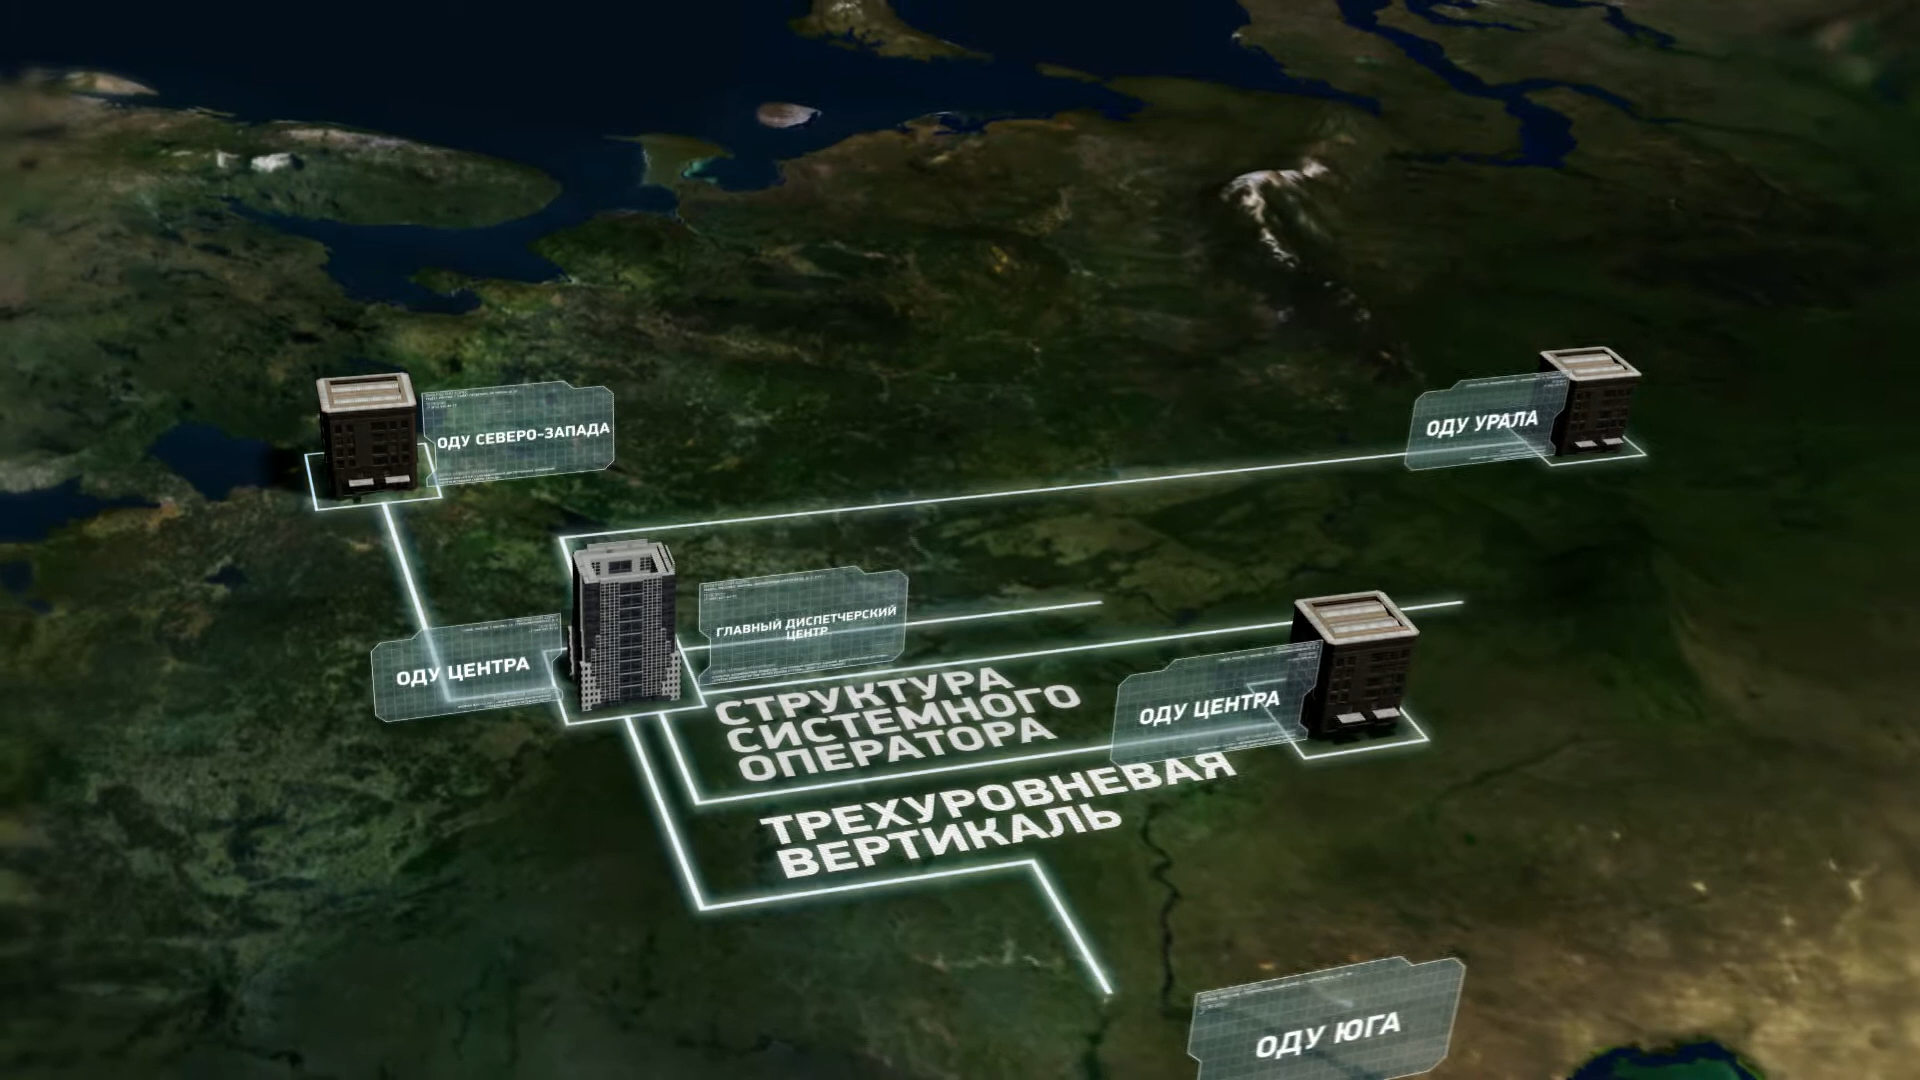 ОДУ СЕВЕРО-ЗАПАДА
ОДУ УРАЛА
ГЛАВНЫЙ ДИСПЕТЧЕРСКИЙ
ЦЕНТР
ОДУ ЦЕНТРА
СТРУКТУРА
СИСТЕМНОГО
ОПЕРАТОРА
ОДУ ЦЕНТРА
ТРЕХУРОВНЕВАЯ
ВЕРТИКАЛЬ
ОДУ ЮГА